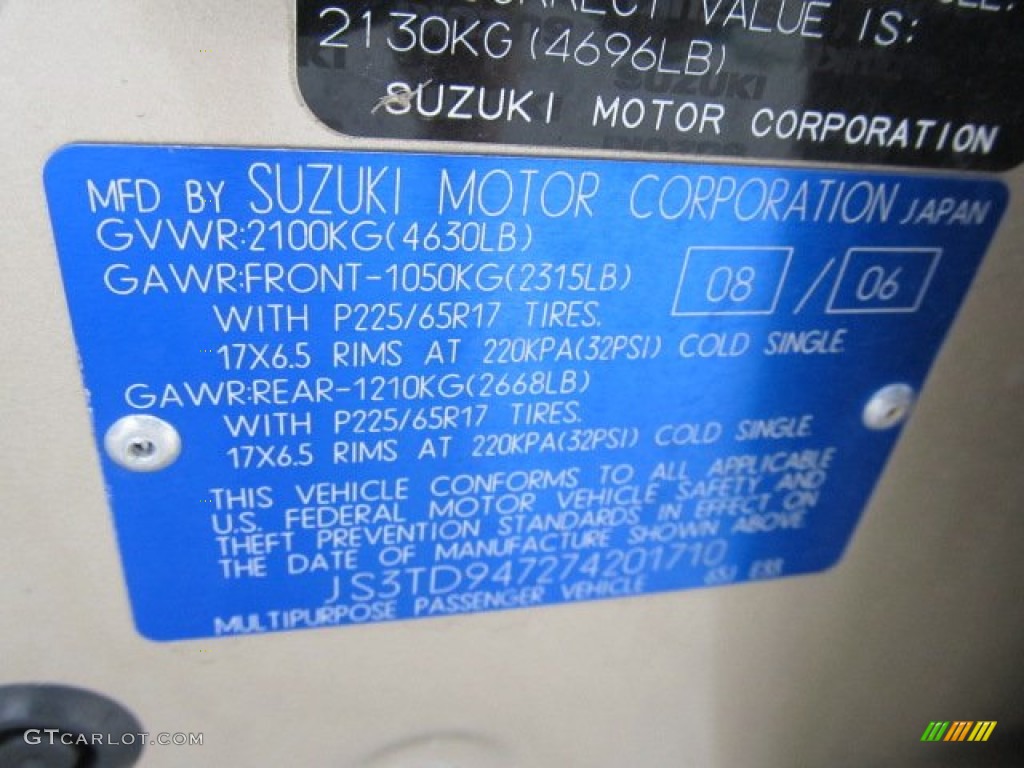 CORRECT VALUE IS:
2130KG(4696LB)
SUZUKI MOTOR CORPORATION
MFD BY SUZUKI MOTOR CORPORATION JAPAN
GVWR:2100KG(4630LB)
GAWR:FRONT-1050KG(2315LB) 08 / 06
WITH P225/65R17 TIRES.
17X6.5 RIMS AT 220KPA(32PSI) COLD SINGLE.
GAWR:REAR-1210KG(2668LB)
WITH P225/65R17 TIRES.
17X6.5 RIMS AT 220KPA(32PSI) COLD SINGLE
THIS VEHICLE CONFORMS TO ALL APPLICABLE
U.S. FEDERAL MOTOR VEHICLE SAFETY AND
THEFT PREVENTION STANDARDS IN EFFECT ON
THE DATE OF MANUFACTURE SHOWN ABOVE
JS3TD947274201710
MULTIPURPOSE PASSENGER VEHICLE
GTCARLOT.COM